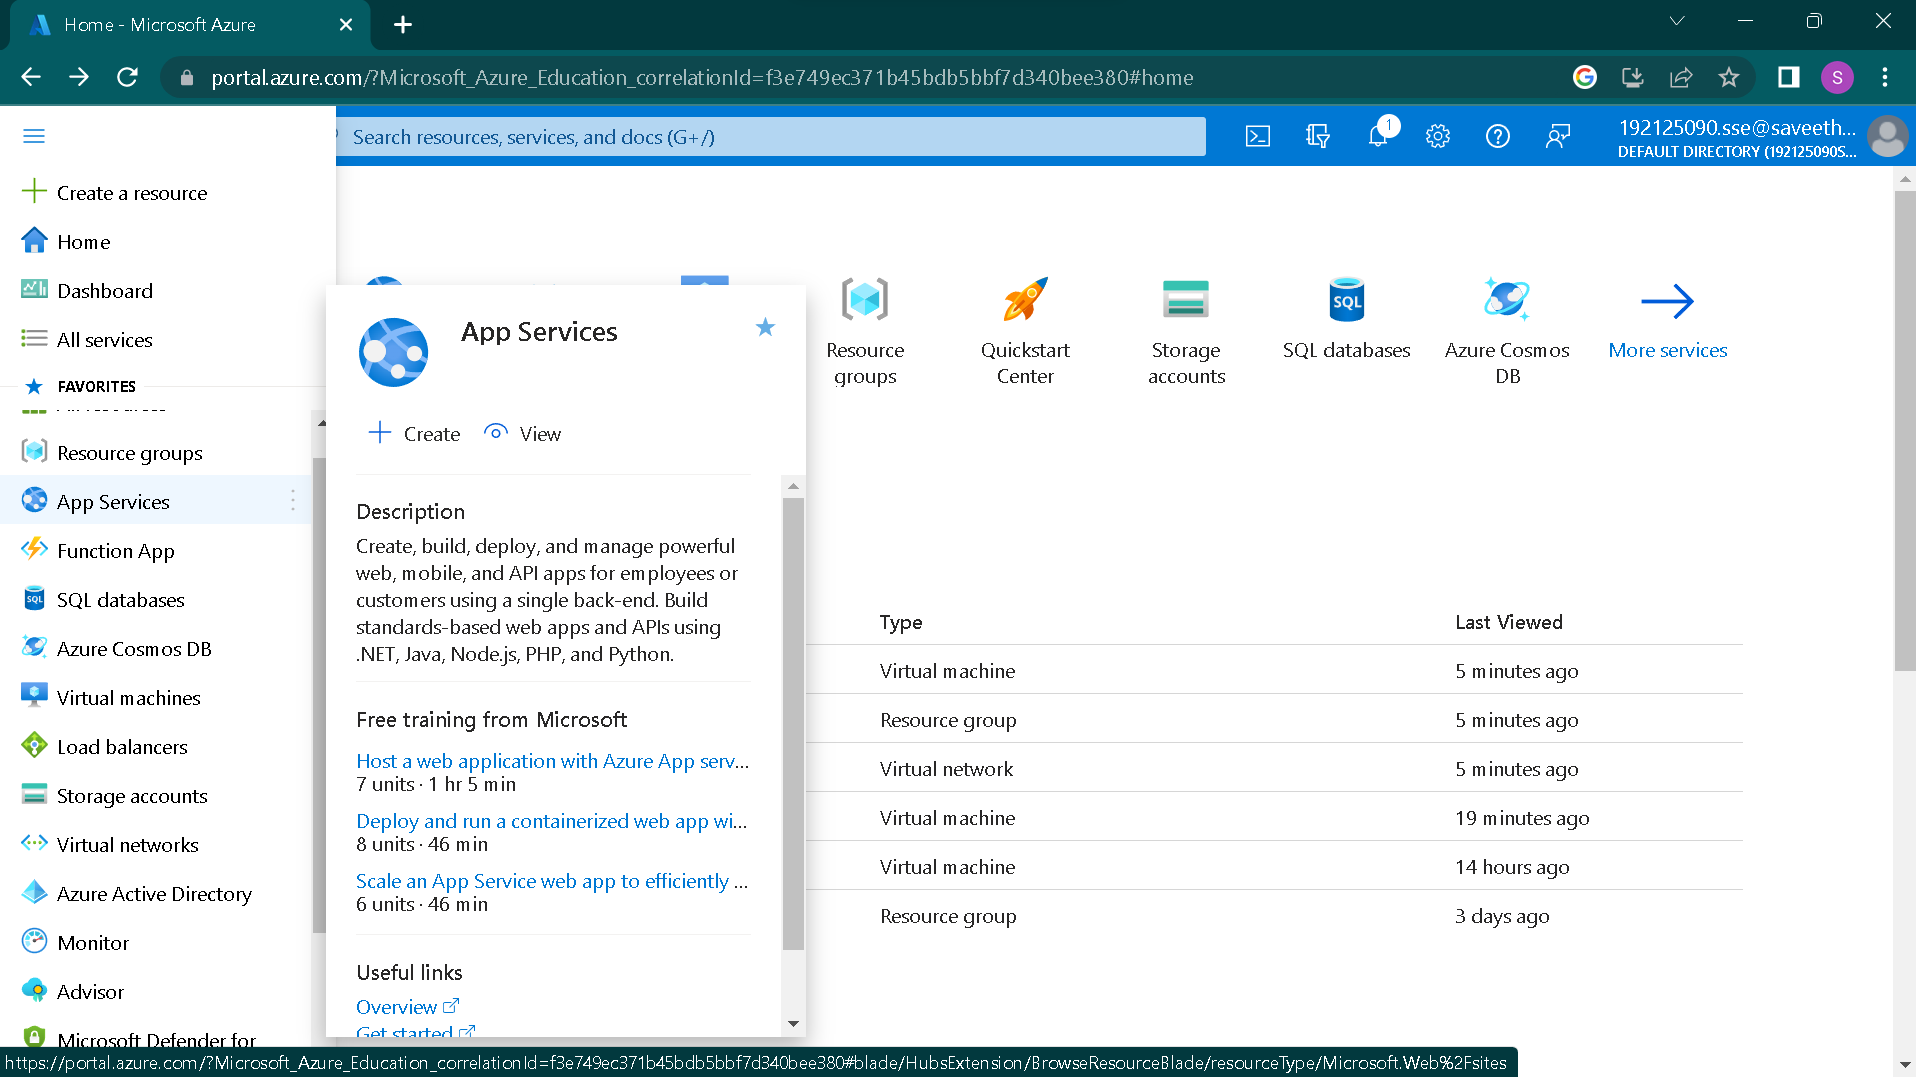 Home - Microsoft Azure
portal.azure.com/?Microsoft_Azure_Education_correlationId=f3e749ec371b45bdb5bbf7d340bee380#home
S
Search resources, services, and docs (G+/)
1
192125090.sse@saveeth...
DEFAULT DIRECTORY (192125090S...
Create a resource
Home
Dashboard
All services
FAVORITES
Resource groups
App Services
Function App
SQL databases
Azure Cosmos DB
Virtual machines
Load balancers
Storage accounts
Virtual networks
Azure Active Directory
Monitor
Advisor
Microsoft Defender for
App Services
Create
View
Description
Create, build, deploy, and manage powerful
web, mobile, and API apps for employees or
customers using a single back-end. Build
standards-based web apps and APIs using
.NET, Java, Node.js, PHP, and Python.
Free training from Microsoft
Host a web application with Azure App serv...
7 units · 1 hr 5 min
Deploy and run a containerized web app wi...
8 units · 46 min
Scale an App Service web app to efficiently ...
6 units · 46 min
Useful links
Overview
Get started
Resource
groups
Quickstart
Center
Storage
accounts
SQL
SQL databases
Azure Cosmos
DB
More services
Type Last Viewed
Virtual machine 5 minutes ago
Resource group 5 minutes ago
Virtual network 5 minutes ago
Virtual machine 19 minutes ago
Virtual machine 14 hours ago
Resource group 3 days ago
https://portal.azure.com/?Microsoft_Azure_Education_correlationId=f3e749ec371b45bdb5bbf7d340bee380#blade/HubsExtension/BrowseResourceBlade/resourceType/Microsoft.Web%2Fsites